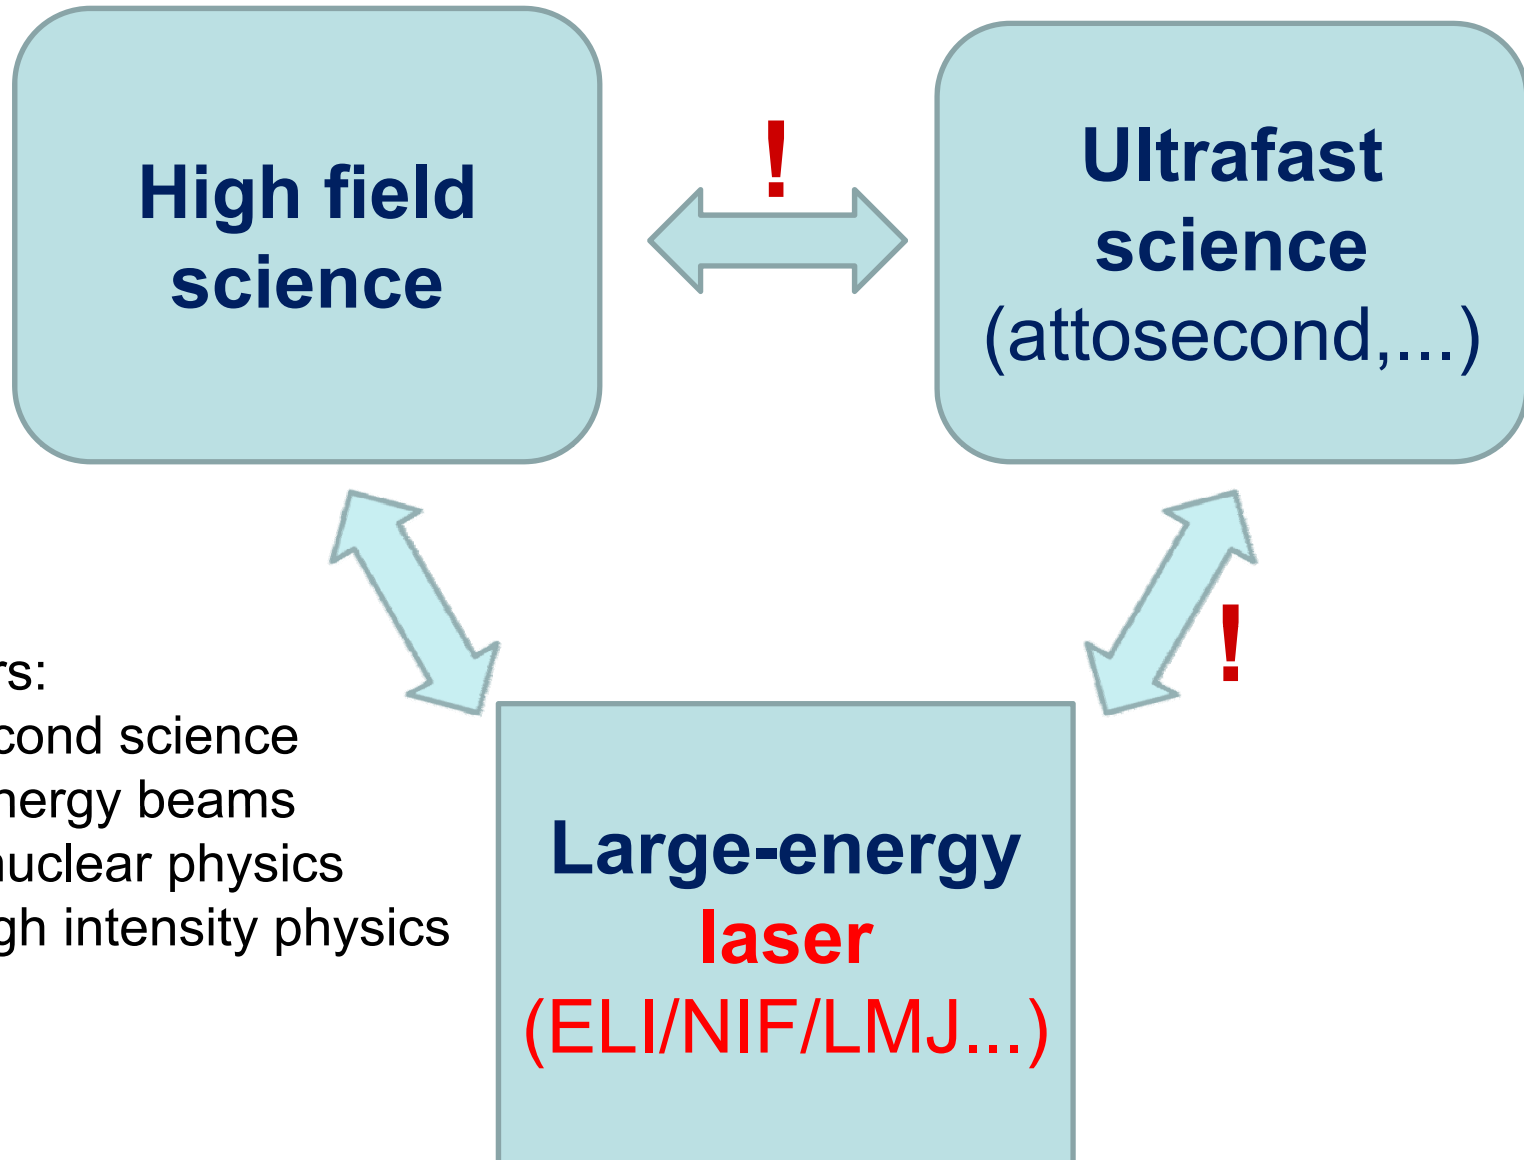 High field
science
!
Ultrafast
science
(attosecond,...)
!
rs:
cond science
nergy beams
nuclear physics
gh intensity physics
Large-energy
laser
(ELI/NIF/LMJ...)